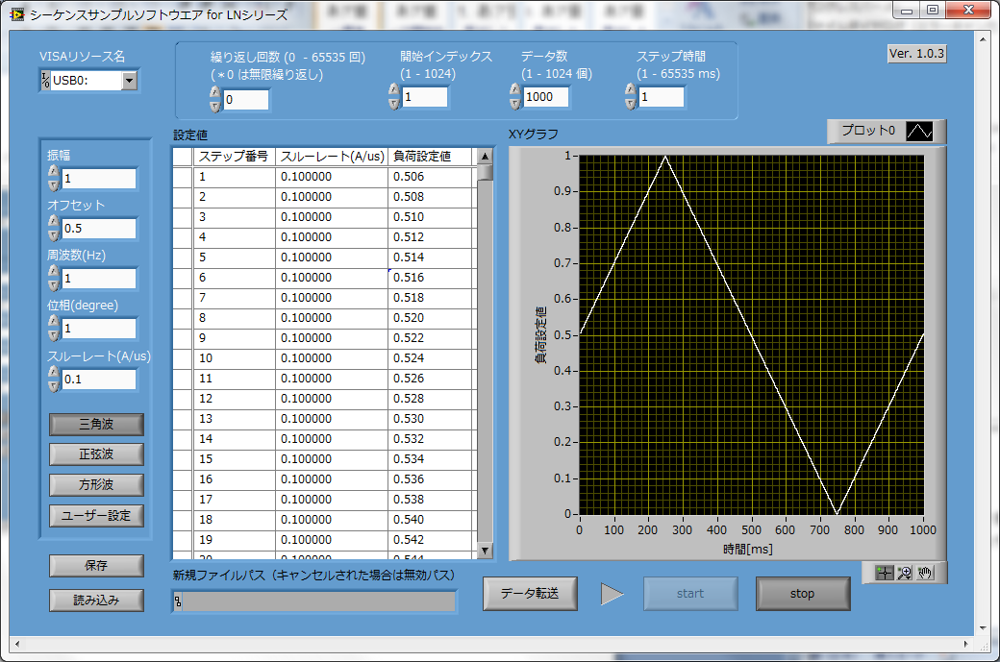 シーケンスサンプルソフトウエア for LNシリーズ
VISAリソース名
USB0:
繰り返し回数 (0 - 65535 回)
(＊0 は無限繰り返し)
0
開始インデックス
(1 - 1024)
1
データ数
(1 - 1024 個)
1000
ステップ時間
(1 - 65535 ms)
1
Ver. 1.0.3
振幅
1
オフセット
0.5
周波数(Hz)
1
位相(degree)
1
スルーレート(A/us)
0.1
三角波
正弦波
方形波
ユーザー設定
保存
読み込み
設定値
ステップ番号 スルーレート(A/us) 負荷設定値
1 0.100000 0.506
2 0.100000 0.508
3 0.100000 0.510
4 0.100000 0.512
5 0.100000 0.514
6 0.100000 0.516
7 0.100000 0.518
8 0.100000 0.520
9 0.100000 0.522
10 0.100000 0.524
11 0.100000 0.526
12 0.100000 0.528
13 0.100000 0.530
14 0.100000 0.532
15 0.100000 0.534
16 0.100000 0.536
17 0.100000 0.538
18 0.100000 0.540
19 0.100000 0.542
20 0.100000 0.544
新規ファイルパス（キャンセルされた場合は無効パス）
XYグラフ
プロット0
負荷設定値
1
0.9
0.8
0.7
0.6
0.5
0.4
0.3
0.2
0.1
0
0 100 200 300 400 500 600 700 800 900 1000
時間[ms]
データ転送
start
stop